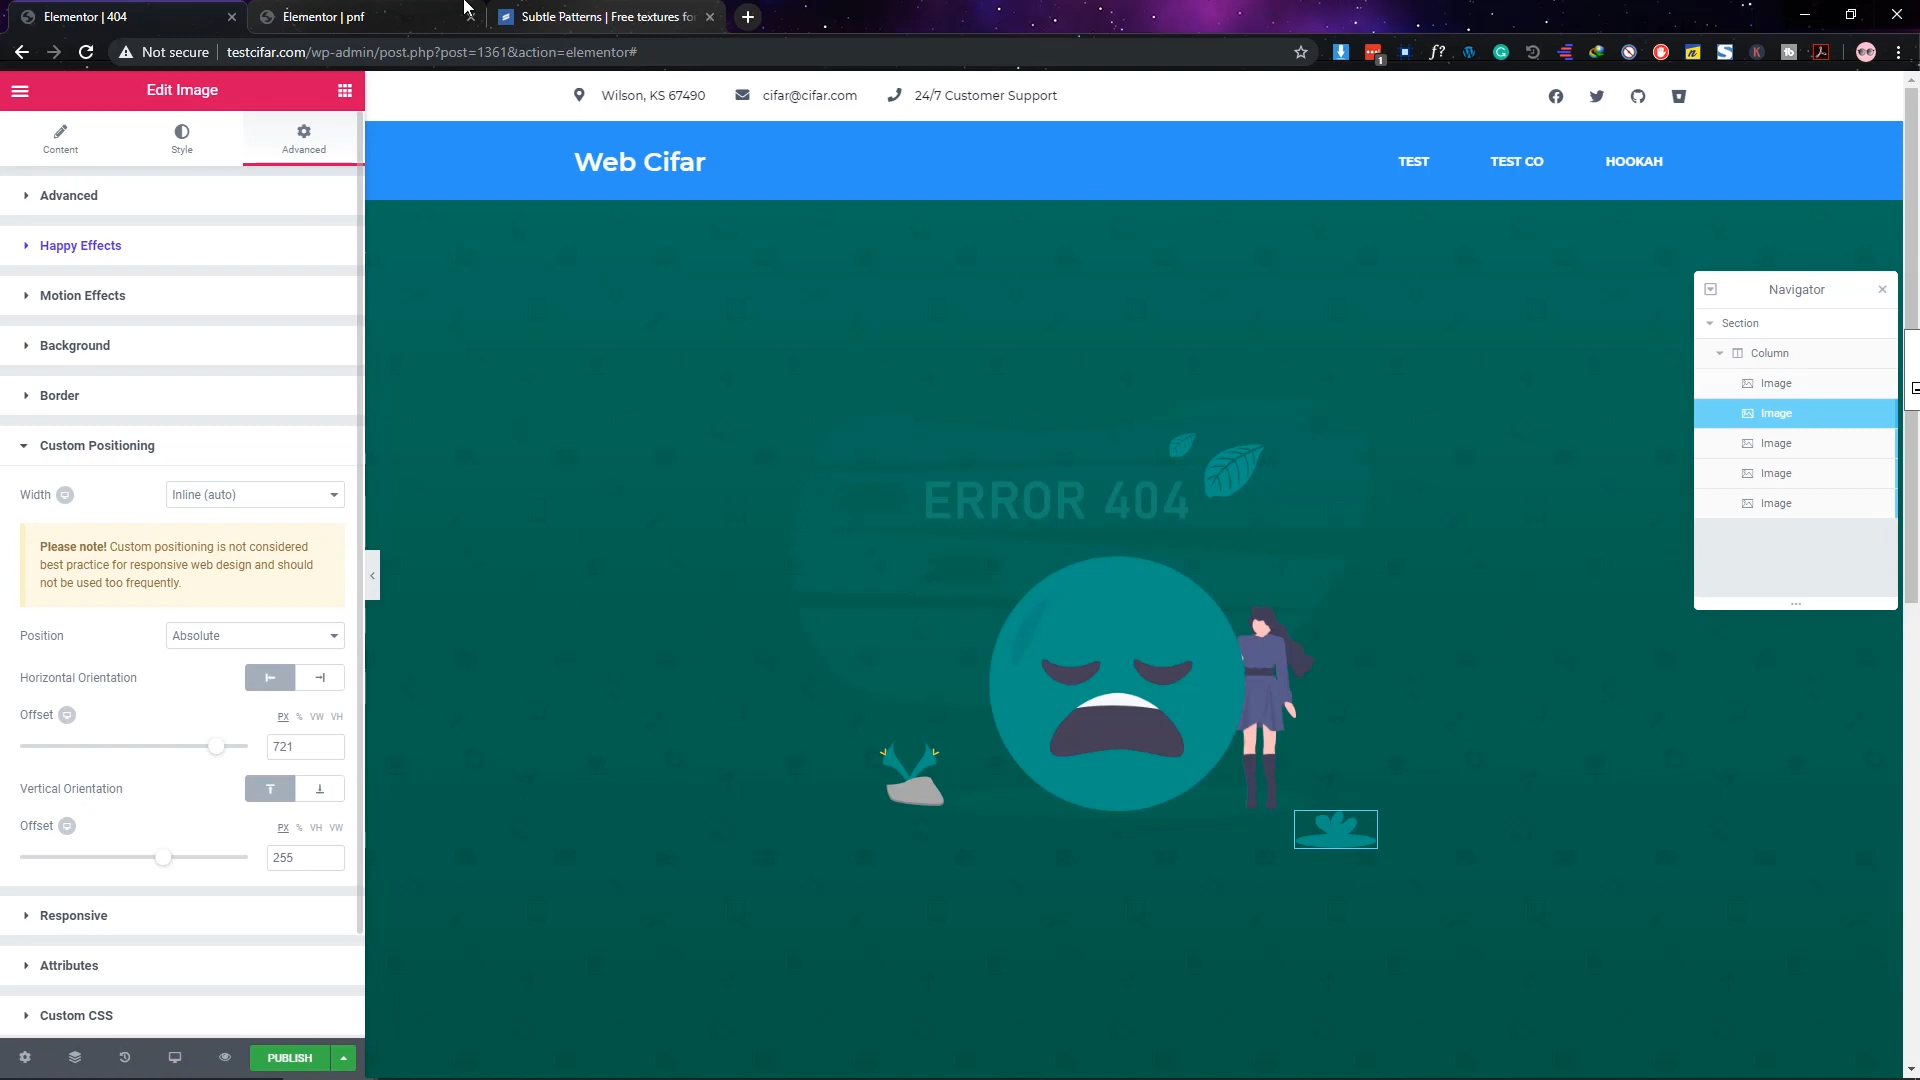 Elementor | 404
Elementor | pnf
Subtle Patterns | Free textures for
Not secure
testcifar.com/wp-admin/post.php?post=1361&action=elementor#
1
Edit Image
Content
Style
Advanced
Advanced
Happy Effects
Motion Effects
Background
Border
Custom Positioning
Width
Inline (auto)
Please note! Custom positioning is not considered
best practice for responsive web design and should
not be used too frequently.
Position
Absolute
Horizontal Orientation
Offset
PX % VW VH
721
Vertical Orientation
Offset
PX % VH VW
255
Responsive
Attributes
Custom CSS
PUBLISH
Wilson, KS 67490
cifar@cifar.com
24/7 Customer Support
Web Cifar
TEST
TEST CO
HOOKAH
ERROR 404
Navigator
Section
Column
Image
Image
Image
Image
Image